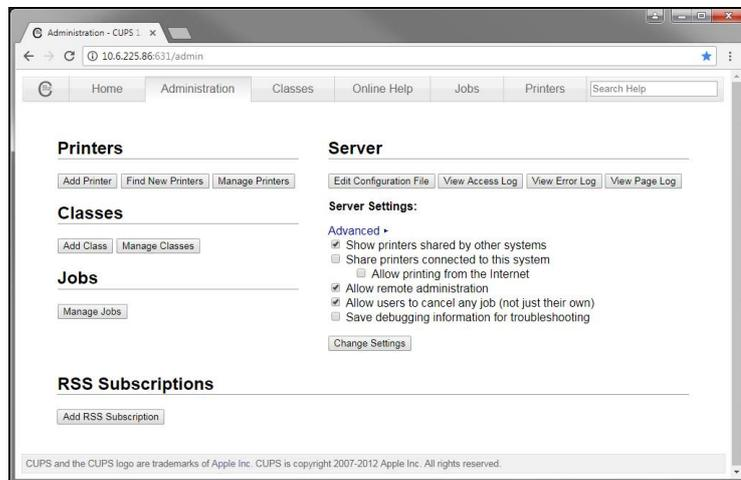 Administration - CUPS 1.
10.6.225.86:631/admin
Home Administration Classes Online Help Jobs Printers Search Help
Printers
Add Printer Find New Printers Manage Printers
Classes
Add Class Manage Classes
Jobs
Manage Jobs
Server
Edit Configuration File View Access Log View Error Log View Page Log
Server Settings:
Advanced ▸
Show printers shared by other systems
Share printers connected to this system
Allow printing from the Internet
Allow remote administration
Allow users to cancel any job (not just their own)
Save debugging information for troubleshooting
Change Settings
RSS Subscriptions
Add RSS Subscription
CUPS and the CUPS logo are trademarks of Apple Inc. CUPS is copyright 2007-2012 Apple Inc. All rights reserved.